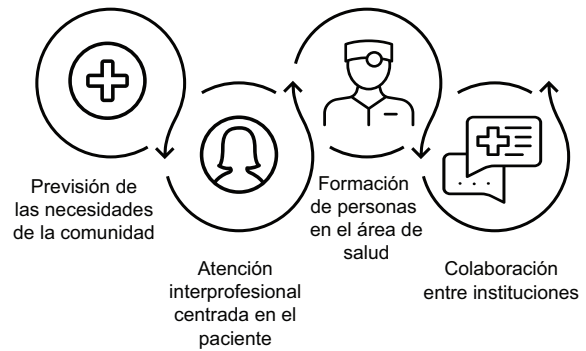 Previsión de
las necesidades
de la comunidad
Atención
interprofesional
centrada en el
paciente
Formación
de personas
en el área de
salud
Colaboración
entre instituciones